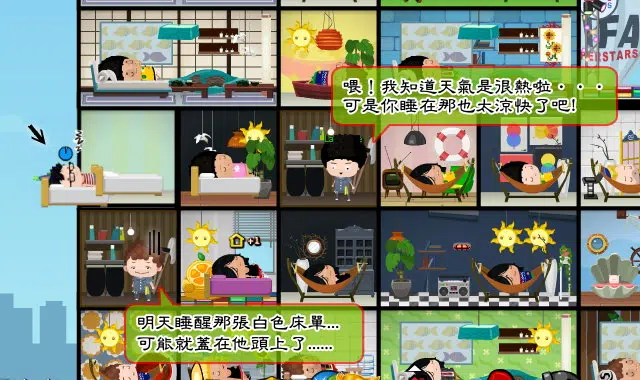 FA
ERSTARS
喂！我知道天氣是很熱啦・・・
可是你睡在那也太涼快了吧!
+1
明天睡醒那張白色床單...
可能就蓋在他頭上了......